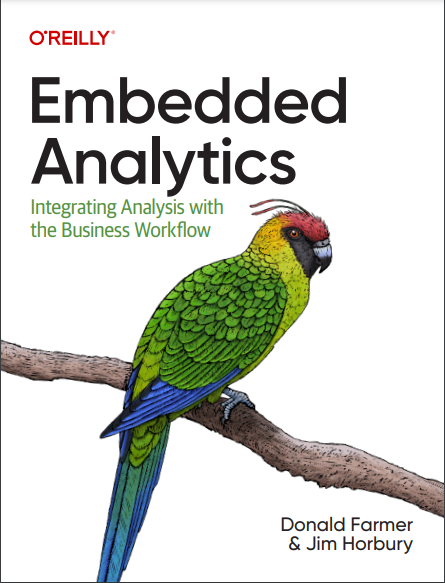 O'REILLY®
Embedded
Analytics
Integrating Analysis with
the Business Workflow
Donald Farmer
& Jim Horbury